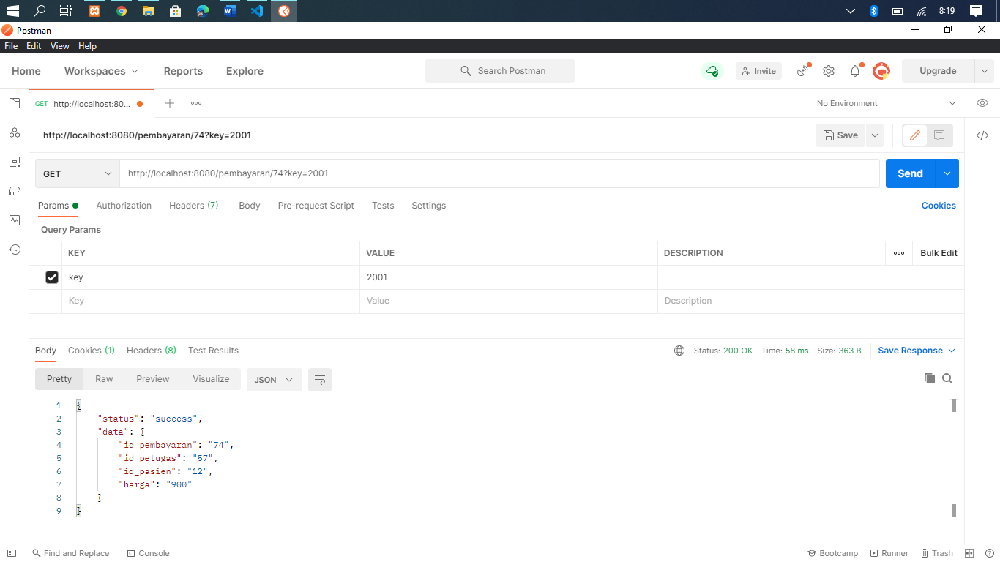 8:19
Postman
File Edit View Help
Home Workspaces Reports Explore Search Postman Invite Upgrade
GET http://localhost:80... No Environment
http://localhost:8080/pembayaran/74?key=2001 Save
GET http://localhost:8080/pembayaran/74?key=2001 Send
Params Authorization Headers (7) Body Pre-request Script Tests Settings Cookies
Query Params
KEY VALUE DESCRIPTION Bulk Edit
key 2001
Key Value Description
Body Cookies (1) Headers (8) Test Results Status: 200 OK Time: 58 ms Size: 363 B Save Response
Pretty Raw Preview Visualize JSON
1 {
2 "status": "success",
3 "data": {
4 "id_pembayaran": "74",
5 "id_petugas": "57",
6 "id_pasien": "12",
7 "harga": "900"
8 }
9 }
Find and Replace Console Bootcamp Runner Trash